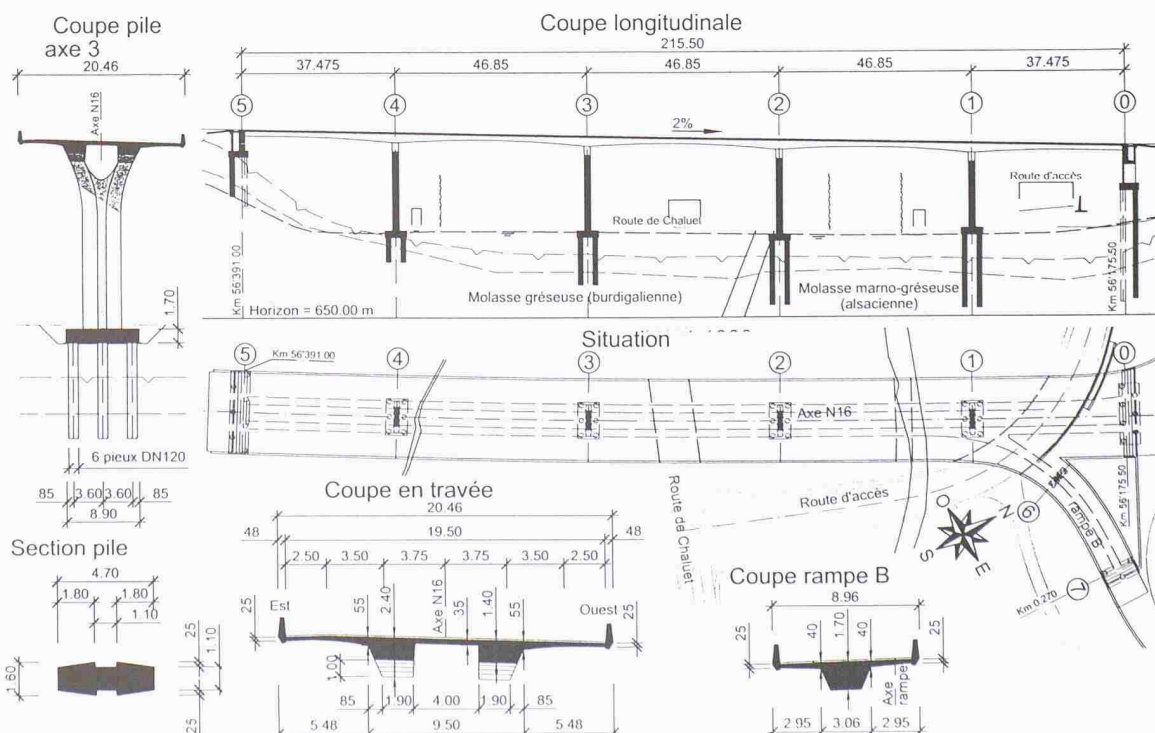 Coupe pile
axe 3
20.46
Axe N16
1.70
6 pieux DN120
85 3.60 3.60 85
8.90
Section pile
4.70
1.80 1.80
1.10
1.60
25
1.10
25
Coupe longitudinale
215.50
37.475 46.85 46.85 46.85 37.475
5 4 3 2 1 0
2%
Route d'accès
Route de Chaluet
Km 56'391.00
Km 56'175.50
Molasse gréseuse (burdigalienne)
Molasse marno-gréseuse
(alsacienne)
Horizon = 650.00 m
Situation
5 Km 56'391.00 4 3 2 1 0
Axe N16
Route de Chaluet
Route d'accès
Km 56'175.50
rampe B
6
7
Km 0.270
O N
S E
Coupe en travée
20.46
48 19.50 48
2.50 3.50 3.75 3.75 3.50 2.50
Est Ouest
25 55 2.40 Axe N16 35 1.40 55 25
1.00
85 1.90 4.00 1.90 85
5.48 9.50 5.48
Coupe rampe B
8.96
25 40 1.70 40 25
Axe
rampe
2.95 3.06 2.95